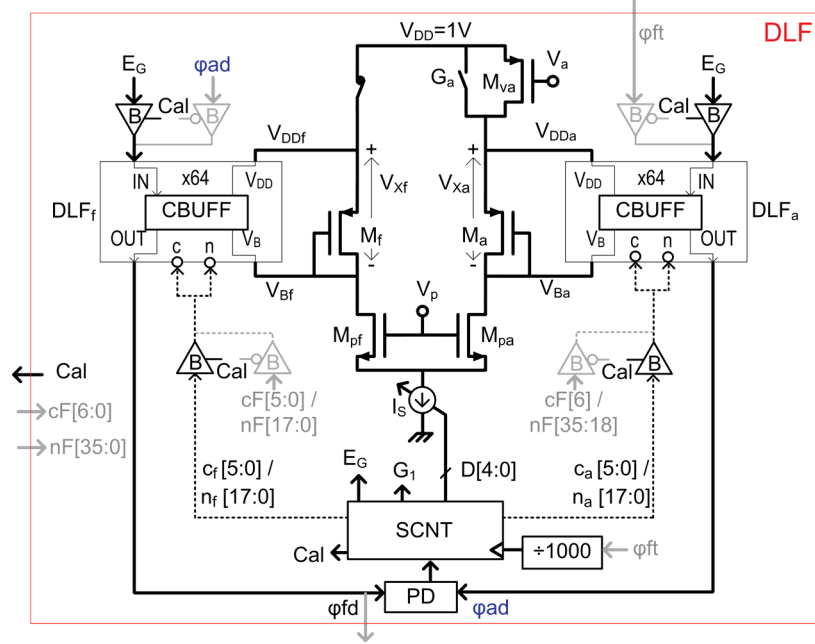 V_DD=1V
φft
DLF
E_G
φad
Cal
B
B
G_a
M_va
V_a
Cal
E_G
B
B
V_DDf
V_DDa
IN
x64
V_DD
CBUFF
DLF_f
OUT
V_B
c
n
+
V_Xf
M_f
-
+
V_Xa
M_a
-
V_DD
x64
IN
CBUFF
DLF_a
V_B
OUT
c
n
V_Bf
V_Ba
V_p
M_pf
M_pa
B
Cal
B
B
Cal
B
Cal
cF[6:0]
nF[35:0]
cF[5:0] /
nF[17:0]
I_S
cF[6] /
nF[35:18]
c_f [5:0] /
n_f [17:0]
E_G
G_1
D[4:0]
c_a [5:0] /
n_a [17:0]
SCNT
Cal
÷1000
φft
φfd
PD
φad